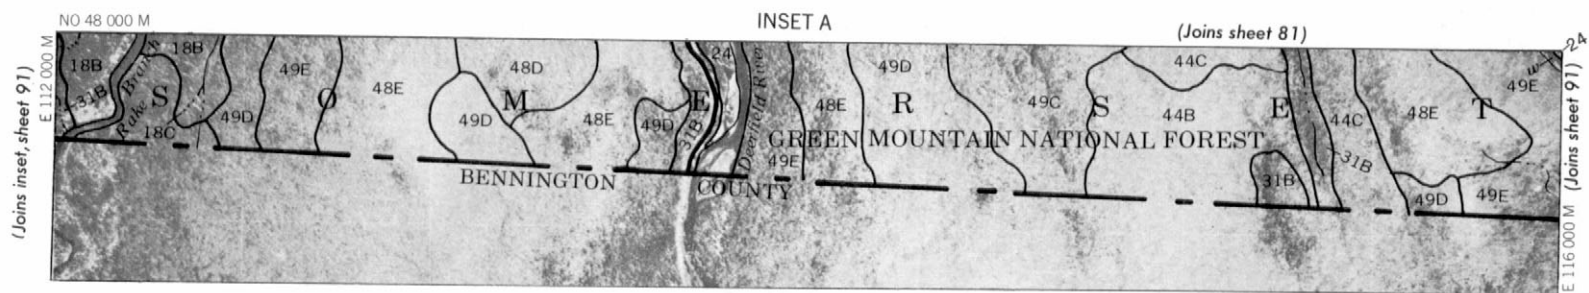 NO 48 000 M
INSET A
(Joins sheet 81)
24
(Joins inset, sheet 91)
E 112 000 M
18B
31B
Rake Branch
18B
18C
49D
49E
48E
49D
48D
48E
49D
31B
24
Deerfield River
49E
48E
49D
49C
44C
44B
31B
44C
31B
48E
49D
49E
49E
SOMERSET
GREEN MOUNTAIN NATIONAL FOREST
BENNINGTON COUNTY
(Joins sheet 91)
E 116 000 M